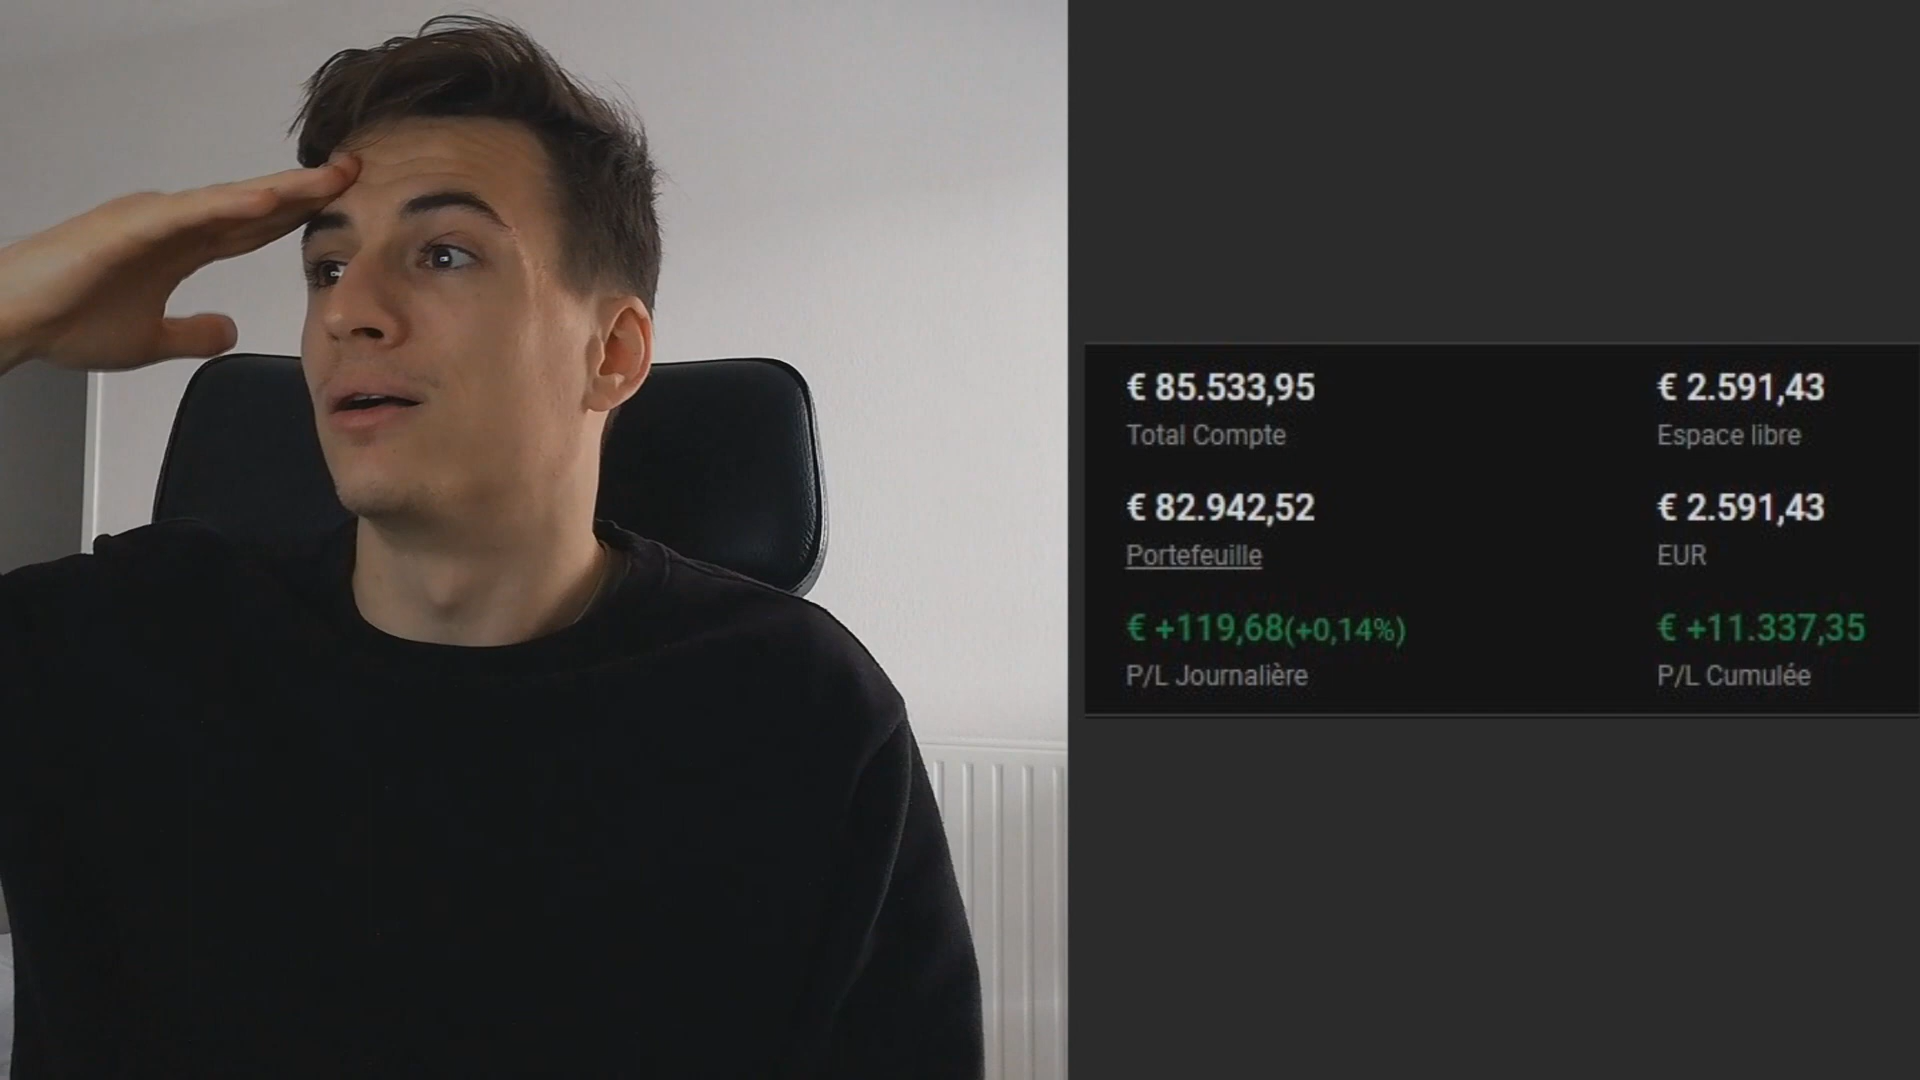 € 85.533,95
Total Compte
€ 2.591,43
Espace libre
€ 82.942,52
Portefeuille
€ 2.591,43
EUR
€ +119,68(+0,14%)
P/L Journalière
€ +11.337,35
P/L Cumulée